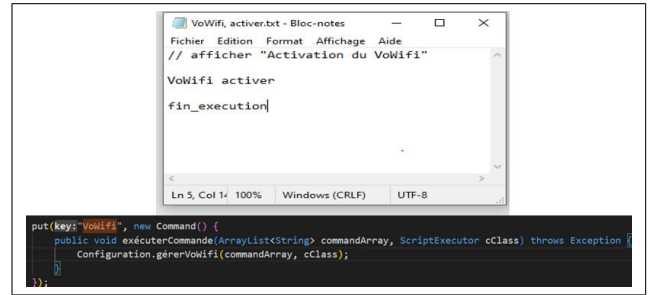 VoWifi, activer.txt - Bloc-notes
Fichier Edition Format Affichage Aide
// afficher "Activation du VoWifi"
VoWifi activer
fin_execution
Ln 5, Col 14 100% Windows (CRLF) UTF-8
put(key:"VoWifi", new Command() {
public void exécuterCommande(ArrayList<String> commandArray, ScriptExecutor cClass) throws Exception {
Configuration.gérerVoWifi(commandArray, cClass);
}
});